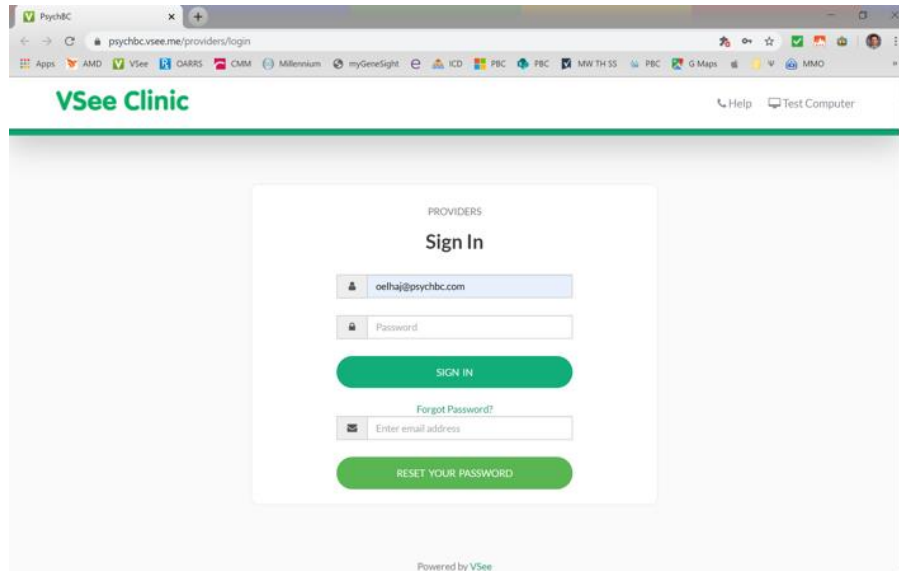 PsychBC
psychbc.vsee.me/providers/login
Apps AMD VSee OARRS CMM Millennium myGeneSight ICD PBC PBC MW TH SS PBC G Maps MMO
VSee Clinic
Help Test Computer
PROVIDERS
Sign In
oelhaj@psychbc.com
Password
SIGN IN
Forgot Password?
Enter email address
RESET YOUR PASSWORD
Powered by VSee